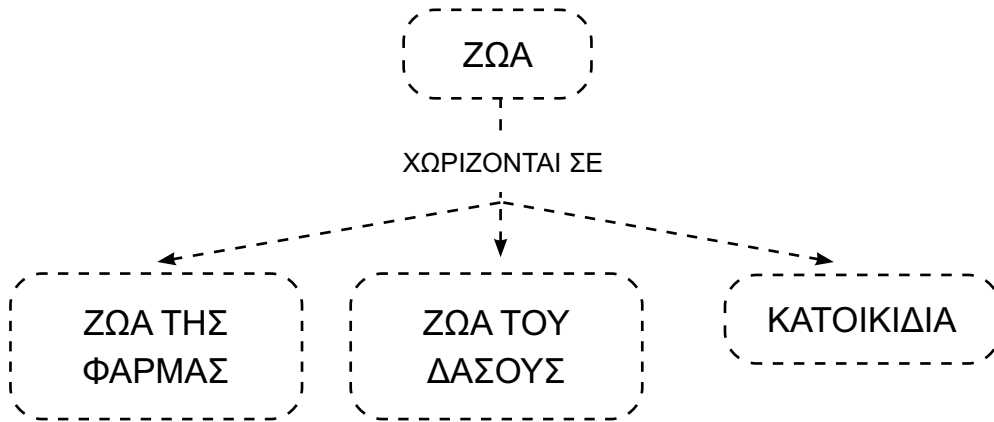 ΖΩΑ
ΧΩΡΙΖΟΝΤΑΙ ΣΕ
ΖΩΑ ΤΗΣ
ΦΑΡΜΑΣ
ΖΩΑ ΤΟΥ
ΔΑΣΟΥΣ
ΚΑΤΟΙΚΙΔΙΑ